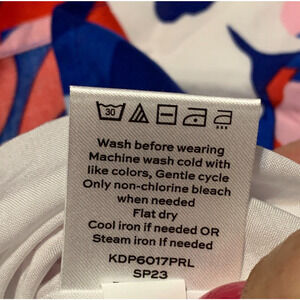 30
Wash before wearing
Machine wash cold with
like colors, Gentle cycle
Only non-chlorine bleach
when needed
Flat dry
Cool iron if needed OR
Steam iron If needed
KDP6017PRL
SP23